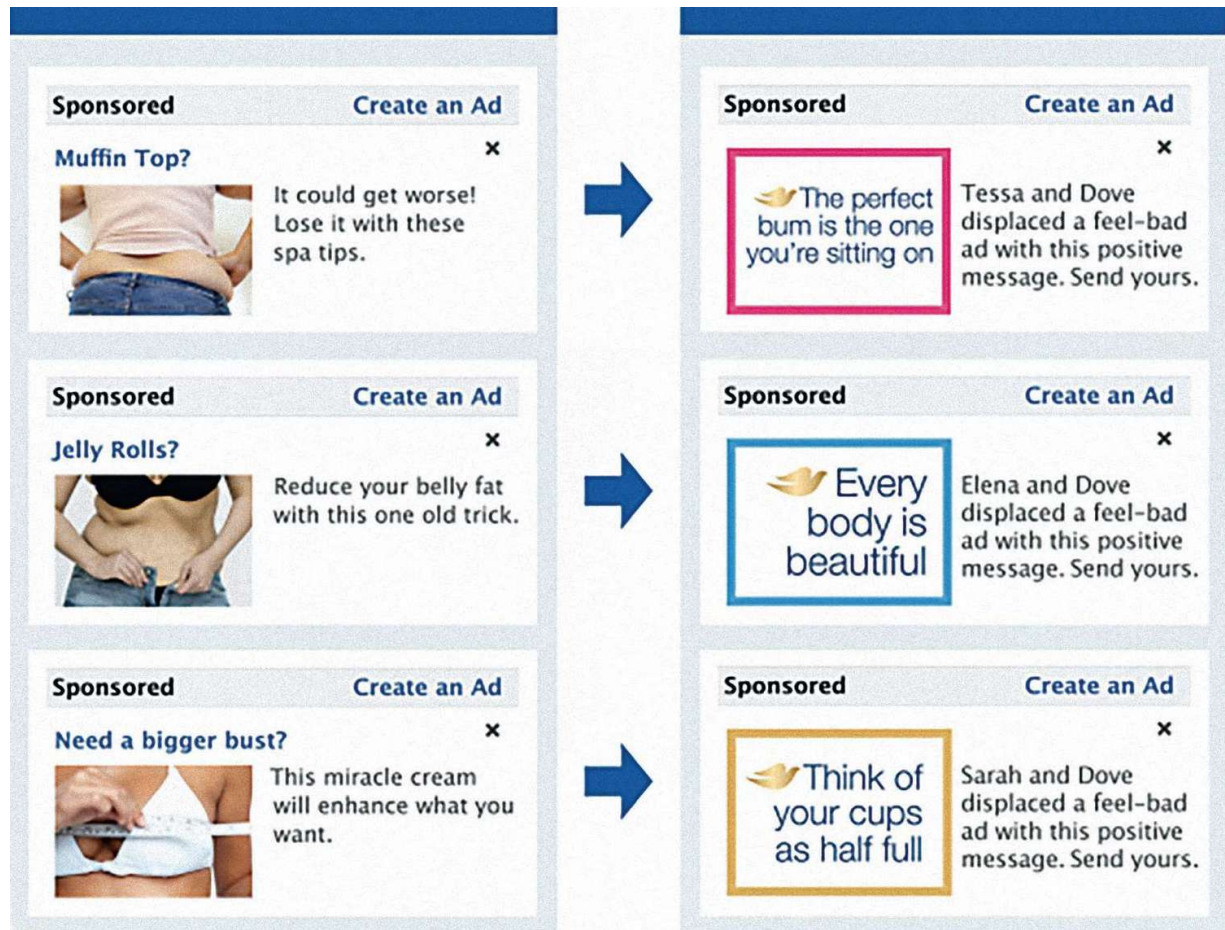 Sponsored Create an Ad
Muffin Top? ×
It could get worse!
Lose it with these
spa tips.
Sponsored Create an Ad
×
The perfect
bum is the one
you're sitting on
Tessa and Dove
displaced a feel-bad
ad with this positive
message. Send yours.
Sponsored Create an Ad
Jelly Rolls? ×
Reduce your belly fat
with this one old trick.
Sponsored Create an Ad
×
Every
body is
beautiful
Elena and Dove
displaced a feel-bad
ad with this positive
message. Send yours.
Sponsored Create an Ad
Need a bigger bust? ×
This miracle cream
will enhance what you
want.
Sponsored Create an Ad
×
Think of
your cups
as half full
Sarah and Dove
displaced a feel-bad
ad with this positive
message. Send yours.